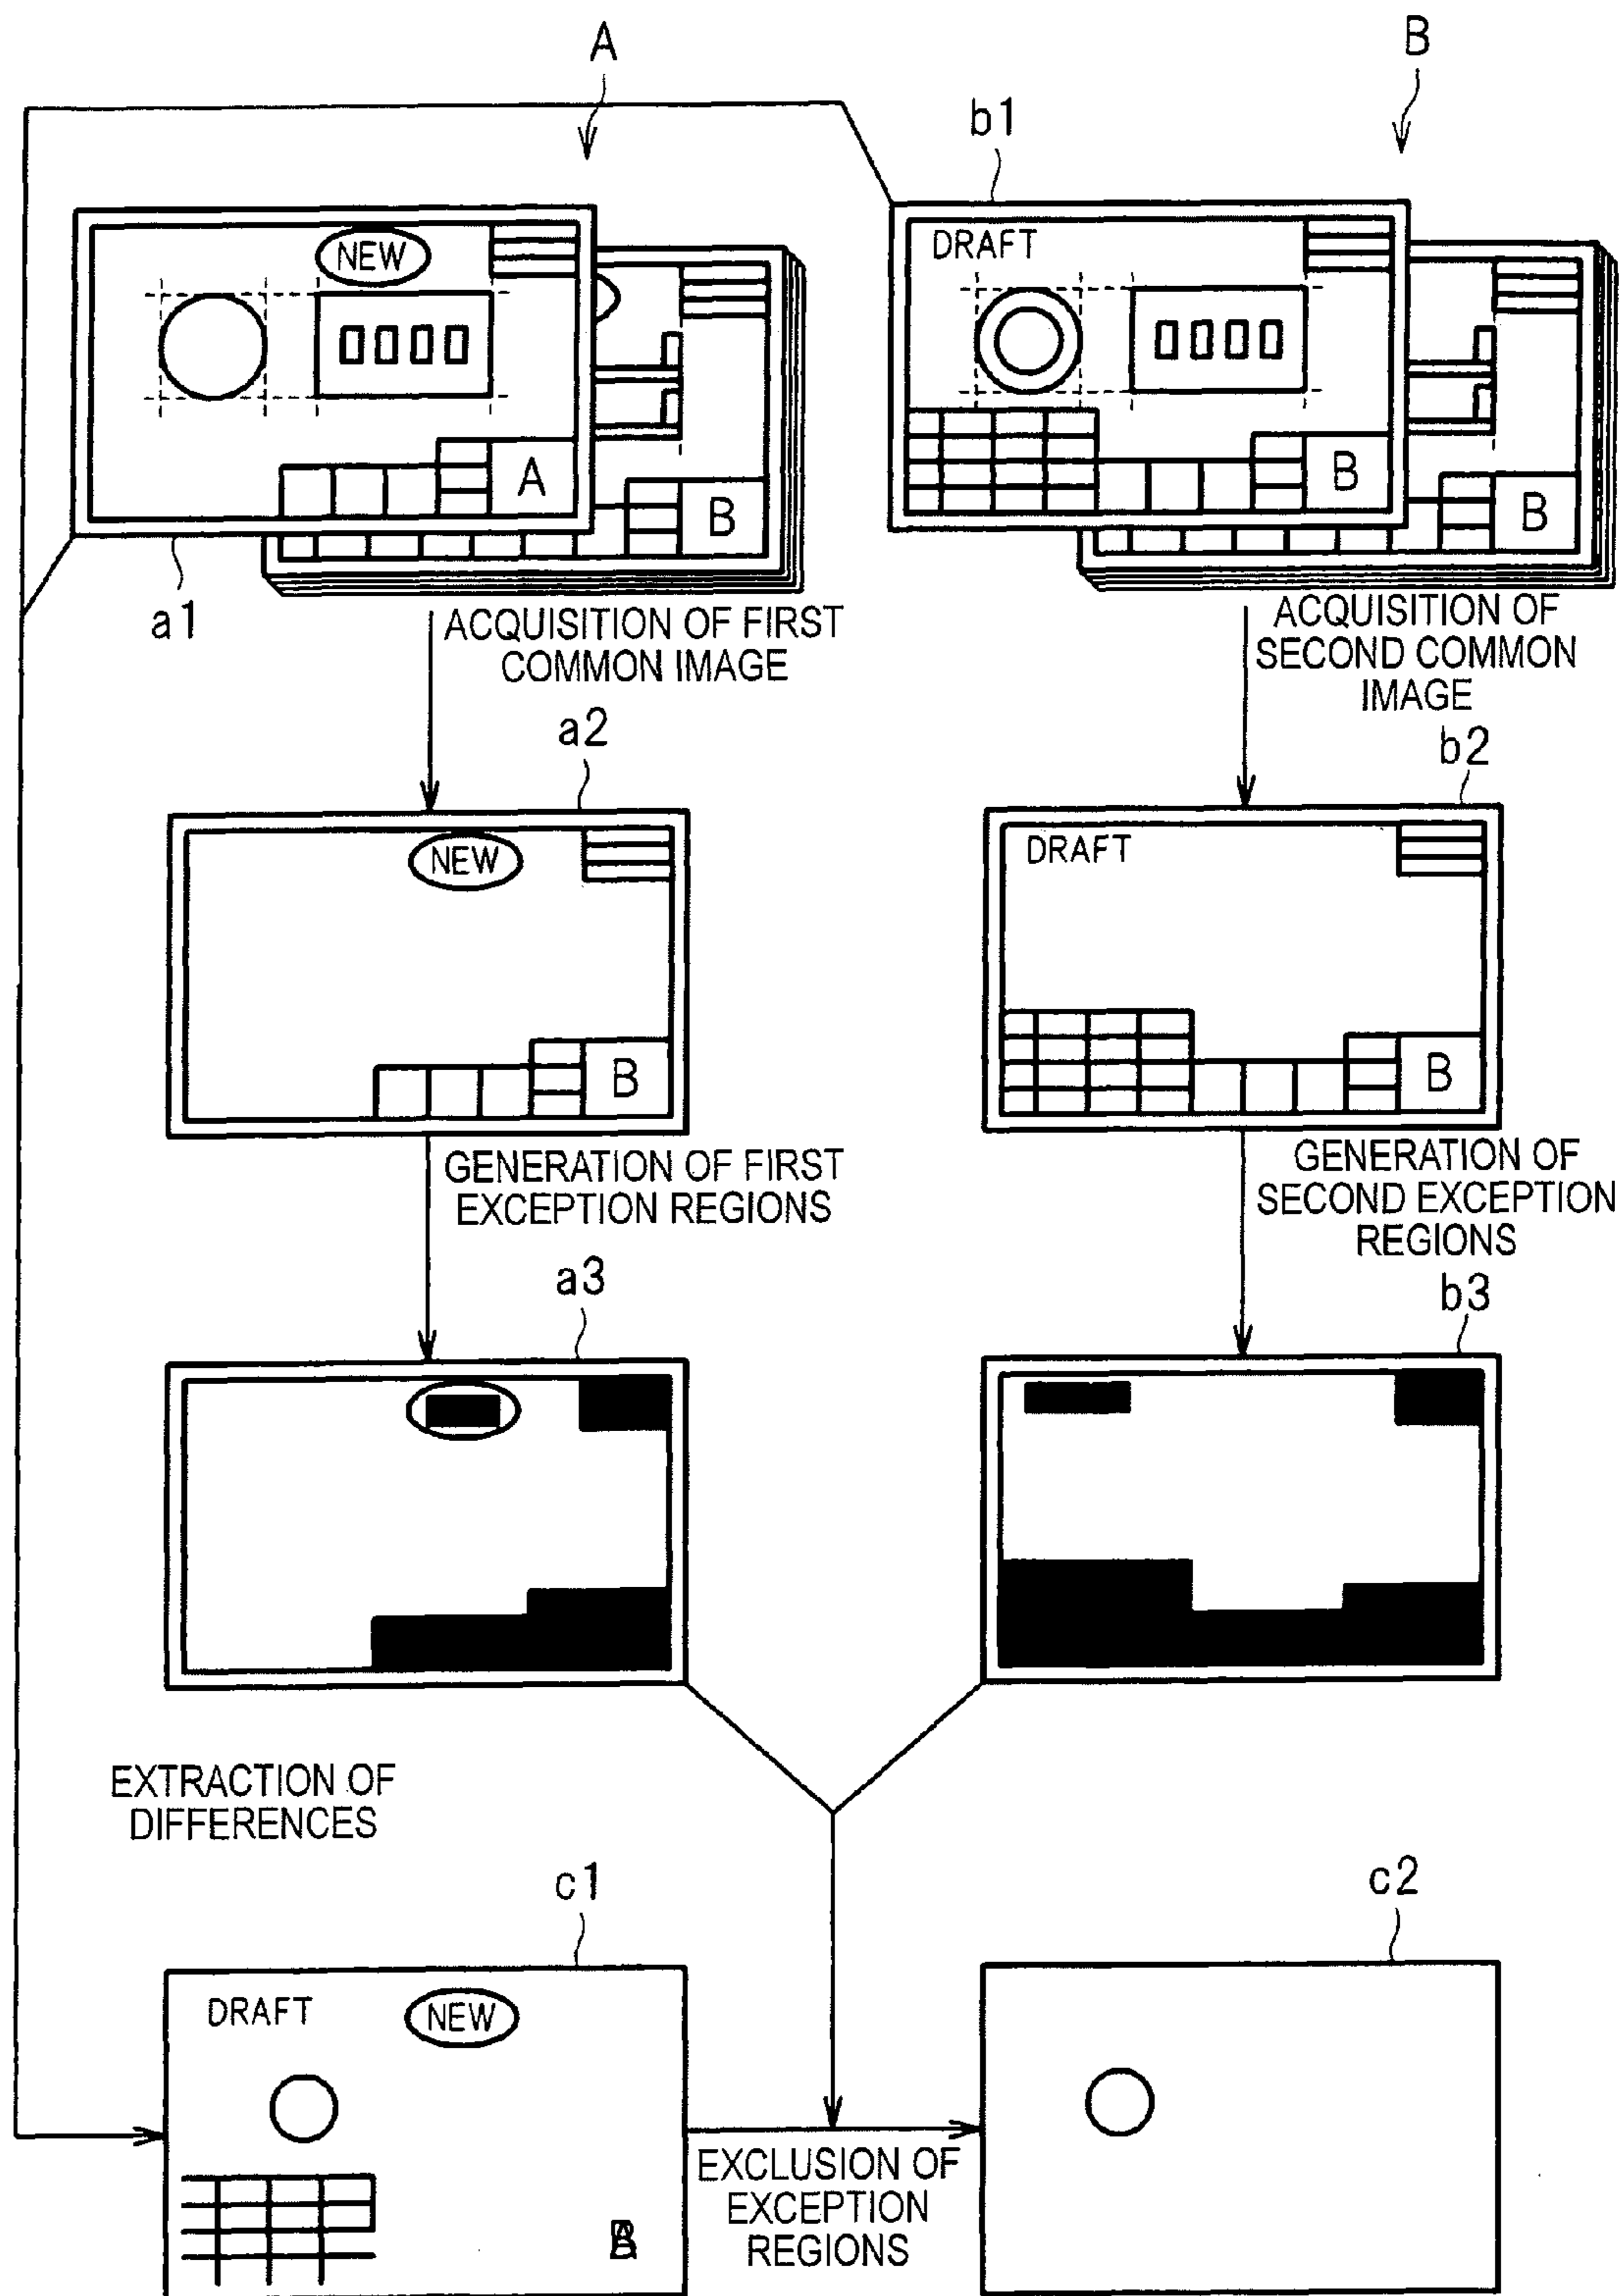 A
B
b1
NEW
DRAFT
A
B
B
B
a1
ACQUISITION OF FIRST
COMMON IMAGE
ACQUISITION OF
SECOND COMMON
IMAGE
a2
b2
NEW
DRAFT
B
B
GENERATION OF FIRST
EXCEPTION REGIONS
GENERATION OF
SECOND EXCEPTION
REGIONS
a3
b3
EXTRACTION OF
DIFFERENCES
c1
c2
DRAFT
NEW
EXCLUSION OF
EXCEPTION
REGIONS